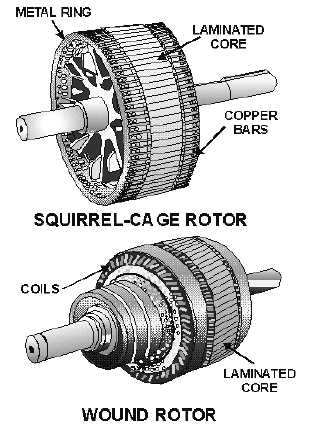 METAL RING
LAMINATED
CORE
COPPER
BARS
SQUIRREL-CAGE ROTOR
COILS
LAMINATED
CORE
WOUND ROTOR